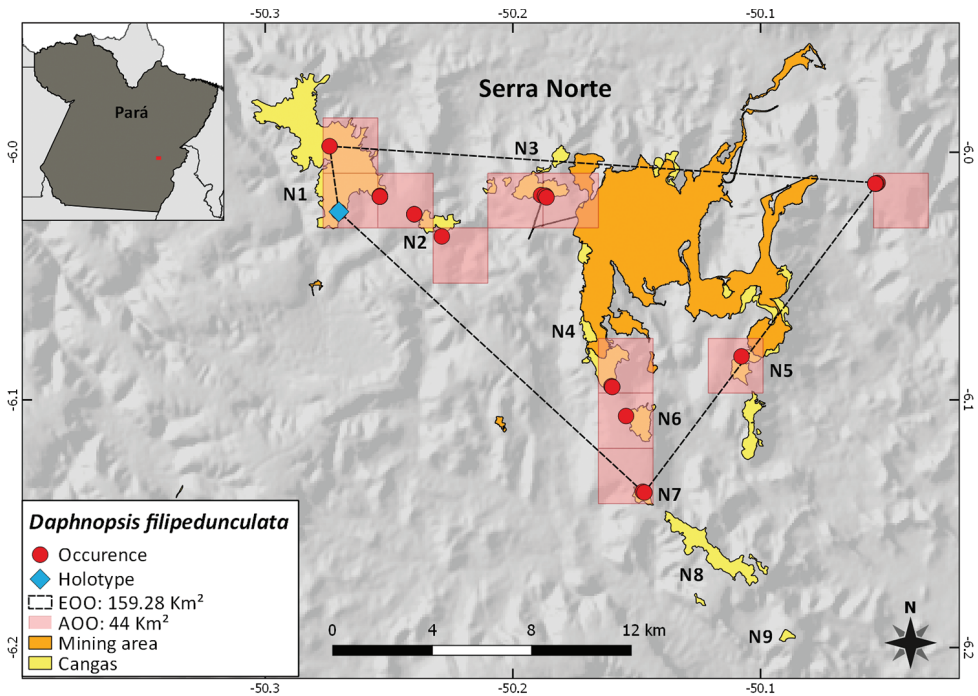 -50.3 -50.2 -50.1
Pará
Serra Norte
-6.0 -6.0
N3
N1
N2
N4
N5
-6.1 -6.1
N6
N7
N8
N9
Daphnopsis filipedunculata
Occurence
Holotype
EOO: 159.28 Km²
AOO: 44 Km²
Mining area
Cangas
0 4 8 12 km
N
-6.2 -6.2
-50.3 -50.2 -50.1